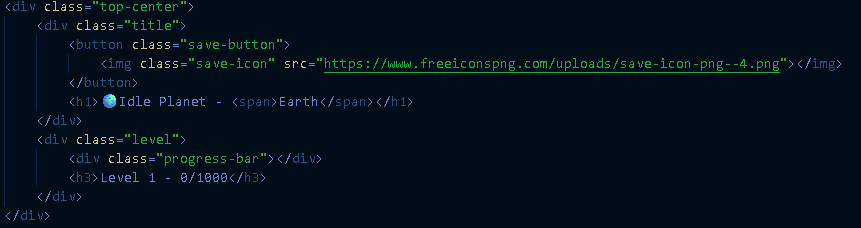 <div class="top-center">
<div class="title">
<button class="save-button">
<img class="save-icon" src="https://www.freeiconspng.com/uploads/save-icon-png--4.png"></img>
</button>
<h1>🌎Idle Planet - <span>Earth</span></h1>
</div>
<div class="level">
<div class="progress-bar"></div>
<h3>Level 1 - 0/1000</h3>
</div>
</div>